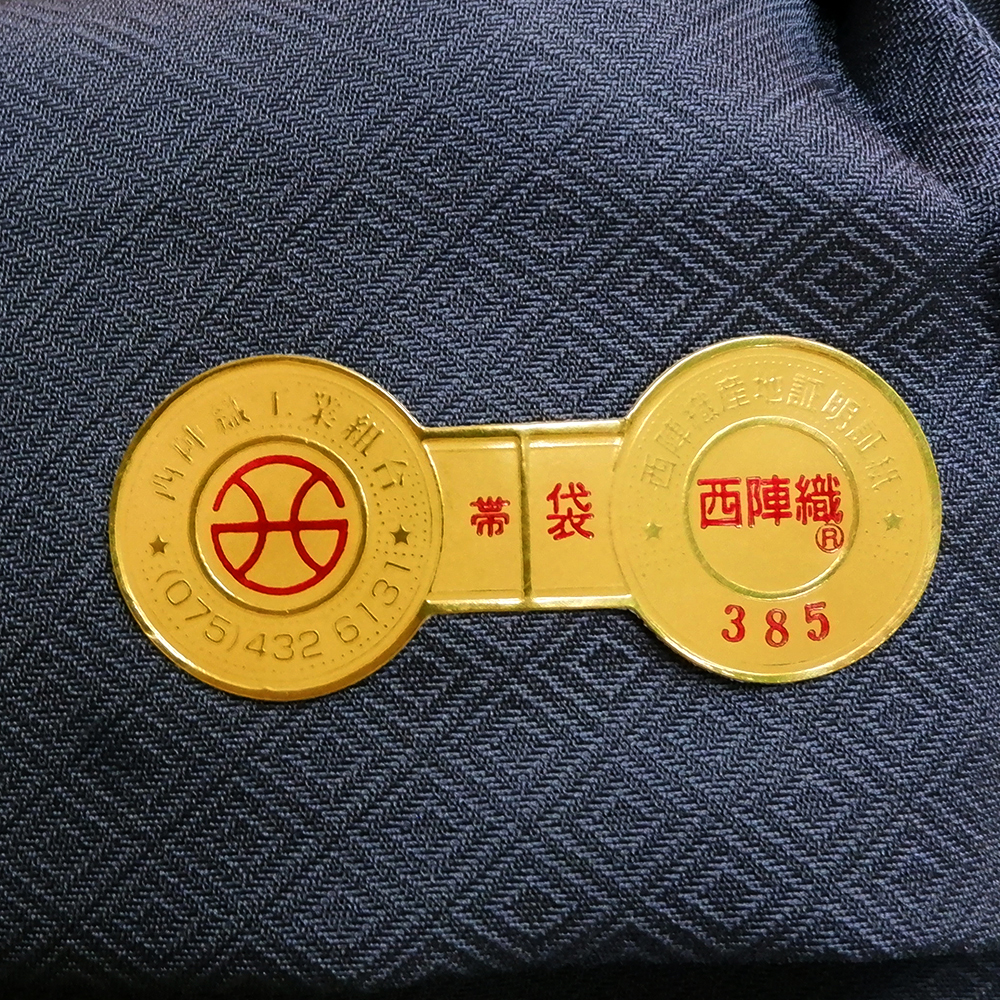 西陣織工業組合
(075)432 6131
帯 袋
西陣織産地証明証紙
西陣織®
385